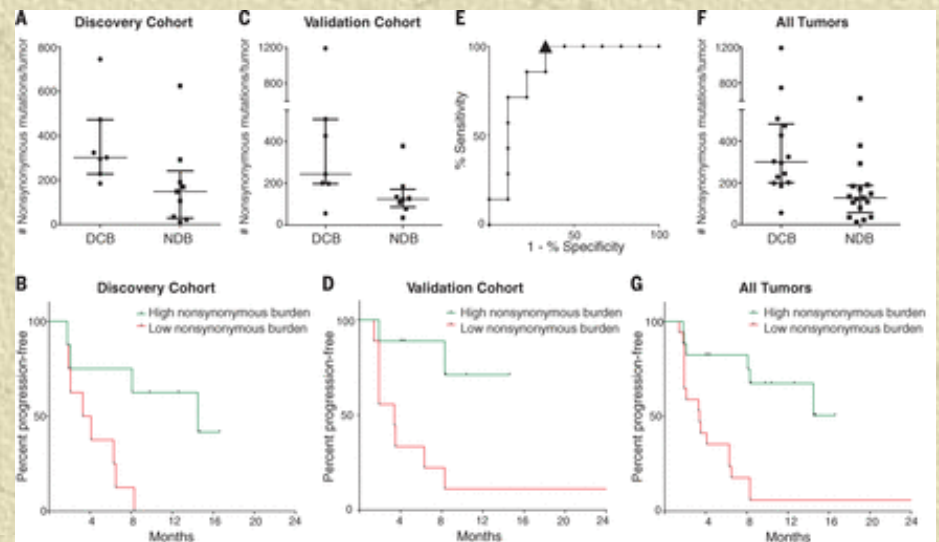 A Discovery Cohort
# Nonsynonymous mutations/tumor
800
600
400
200
0
DCB NDB
C Validation Cohort
# Nonsynonymous mutations/tumor
1200
800
400
200
0
DCB NDB
E
% Sensitivity
100
50
0
50 100
1 - % Specificity
F All Tumors
# Nonsynonymous mutations/tumor
1200
800
400
200
0
DCB NDB
B Discovery Cohort
High nonsynonymous burden
Low nonsynonymous burden
Percent progression-free
100
50
0
4 8 12 16 20 24
Months
D Validation Cohort
High nonsynonymous burden
Low nonsynonymous burden
Percent progression-free
100
50
0
4 8 12 16 20 24
Months
G All Tumors
High nonsynonymous burden
Low nonsynonymous burden
Percent progression-free
100
50
0
4 8 12 16 20 24
Months